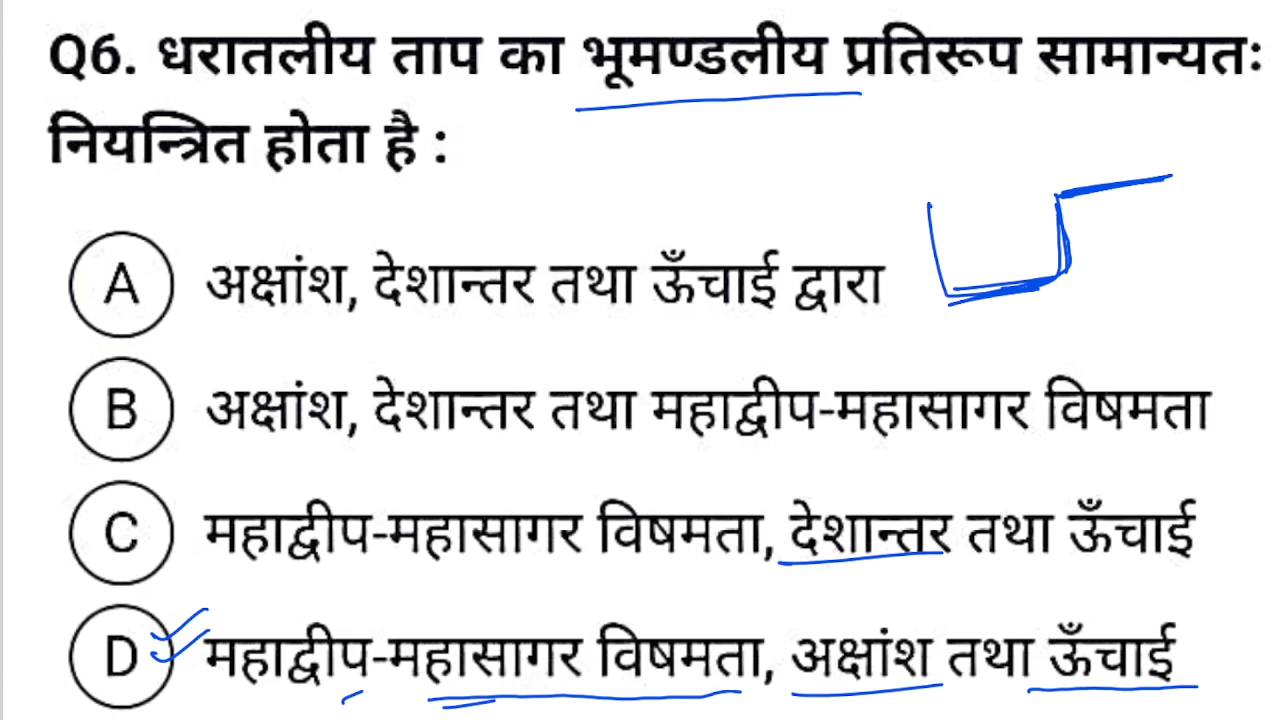 Q6. धरातलीय ताप का भूमण्डलीय प्रतिरूप सामान्यतः
नियन्त्रित होता है :
A अक्षांश, देशान्तर तथा ऊँचाई द्वारा
B अक्षांश, देशान्तर तथा महाद्वीप-महासागर विषमता
C महाद्वीप-महासागर विषमता, देशान्तर तथा ऊँचाई
D महाद्वीप-महासागर विषमता, अक्षांश तथा ऊँचाई